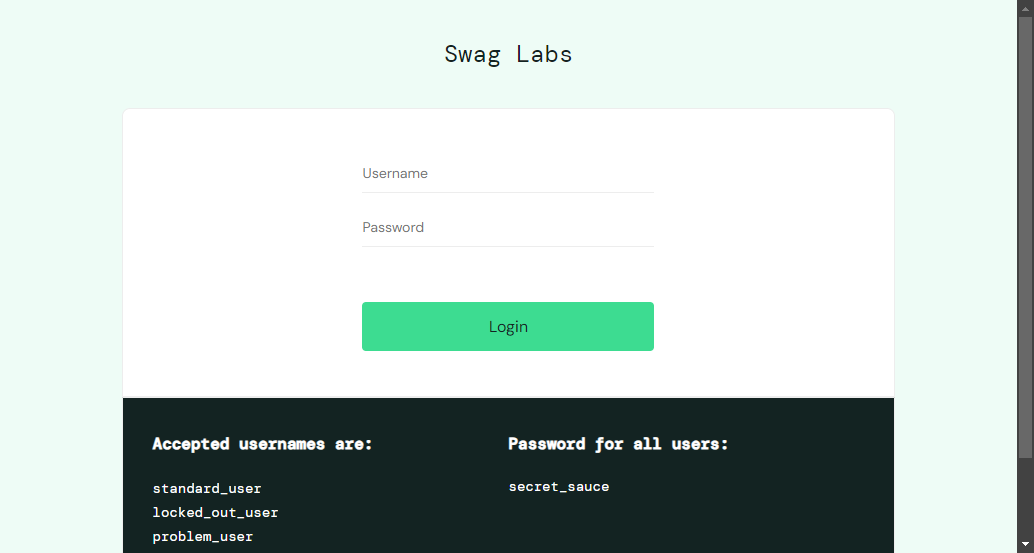 Swag Labs
Username
Password
Login
Accepted usernames are:
standard_user
locked_out_user
problem_user
Password for all users:
secret_sauce